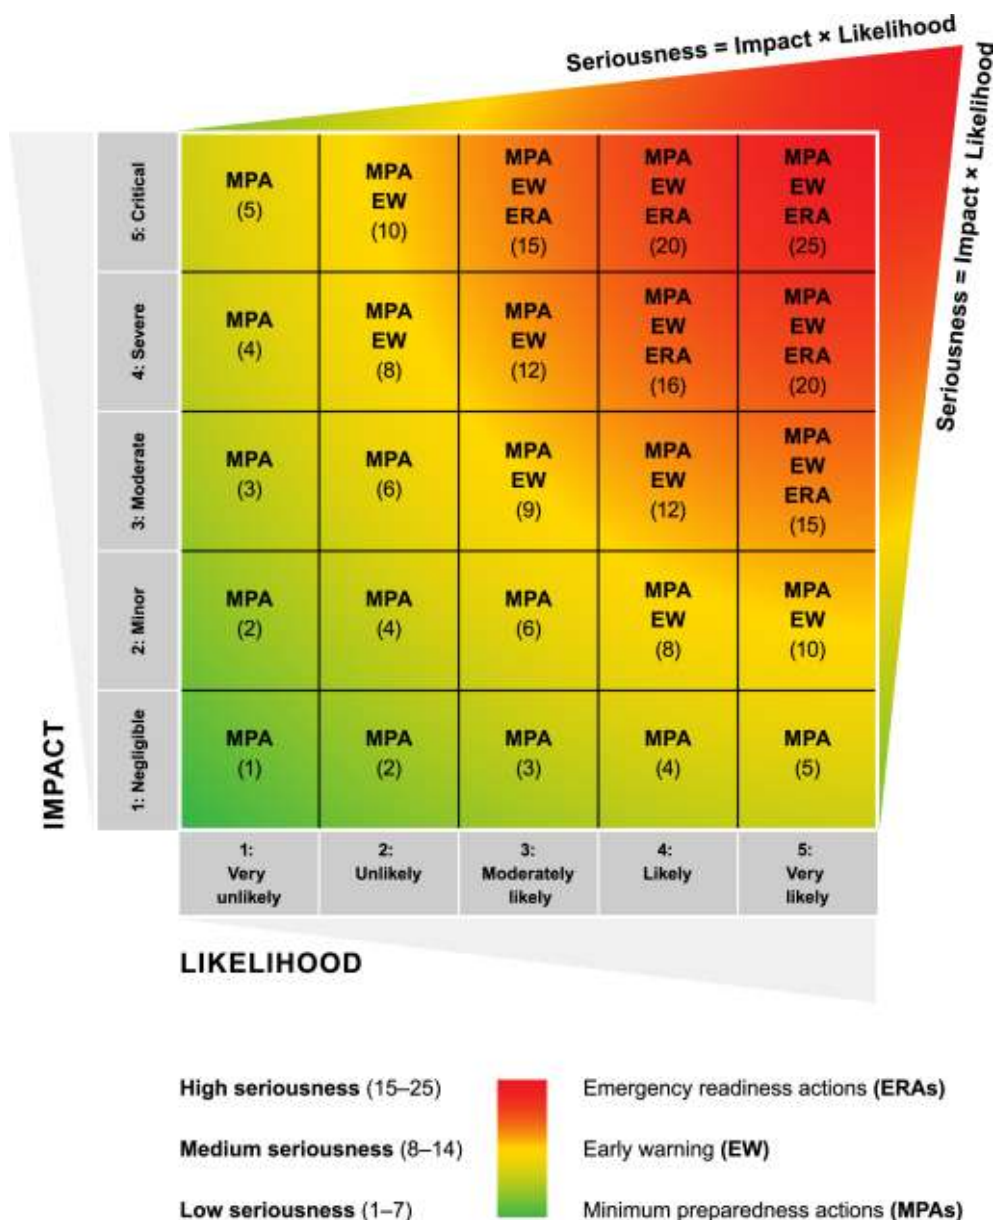 Seriousness = Impact × Likelihood
Seriousness = Impact × Likelihood
IMPACT
5: Critical
MPA
(5)
MPA
EW
(10)
MPA
EW
ERA
(15)
MPA
EW
ERA
(20)
MPA
EW
ERA
(25)
4: Severe
MPA
(4)
MPA
EW
(8)
MPA
EW
(12)
MPA
EW
ERA
(16)
MPA
EW
ERA
(20)
3: Moderate
MPA
(3)
MPA
(6)
MPA
EW
(9)
MPA
EW
(12)
MPA
EW
ERA
(15)
2: Minor
MPA
(2)
MPA
(4)
MPA
(6)
MPA
EW
(8)
MPA
EW
(10)
1: Negligible
MPA
(1)
MPA
(2)
MPA
(3)
MPA
(4)
MPA
(5)
1:
Very
unlikely
2:
Unlikely
3:
Moderately
likely
4:
Likely
5:
Very
likely
LIKELIHOOD
High seriousness (15–25)
Emergency readiness actions (ERAs)
Medium seriousness (8–14)
Early warning (EW)
Low seriousness (1–7)
Minimum preparedness actions (MPAs)